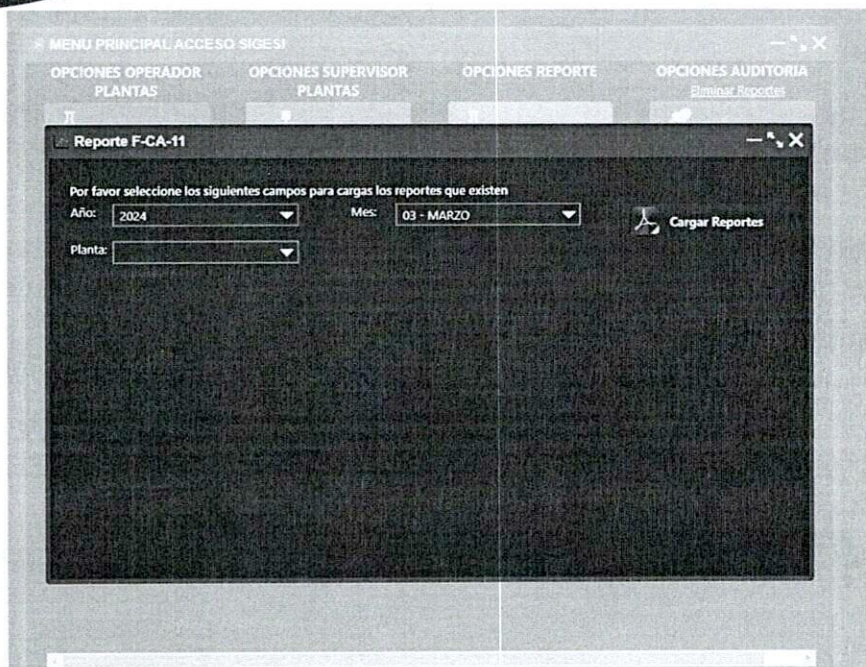 MENU PRINCIPAL ACCESO SIGESI
OPCIONES OPERADOR PLANTAS
OPCIONES SUPERVISOR PLANTAS
OPCIONES REPORTE
OPCIONES AUDITORIA
Eliminar Reportes
Reporte F-CA-11
Por favor seleccione los siguientes campos para cargas los reportes que existen
Año: 2024 Mes: 03 - MARZO Cargar Reportes
Planta: